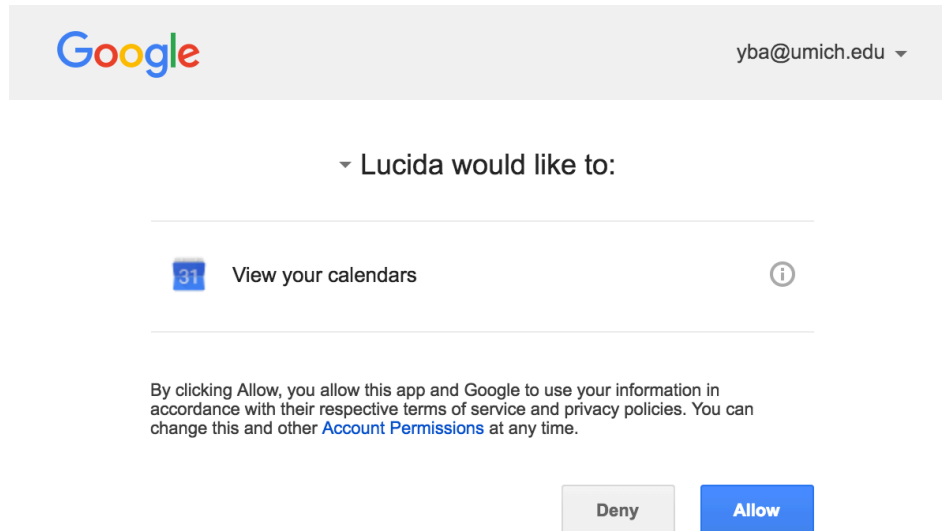 Google
yba@umich.edu
Lucida would like to:
31
View your calendars
By clicking Allow, you allow this app and Google to use your information in
accordance with their respective terms of service and privacy policies. You can
change this and other Account Permissions at any time.
Deny
Allow